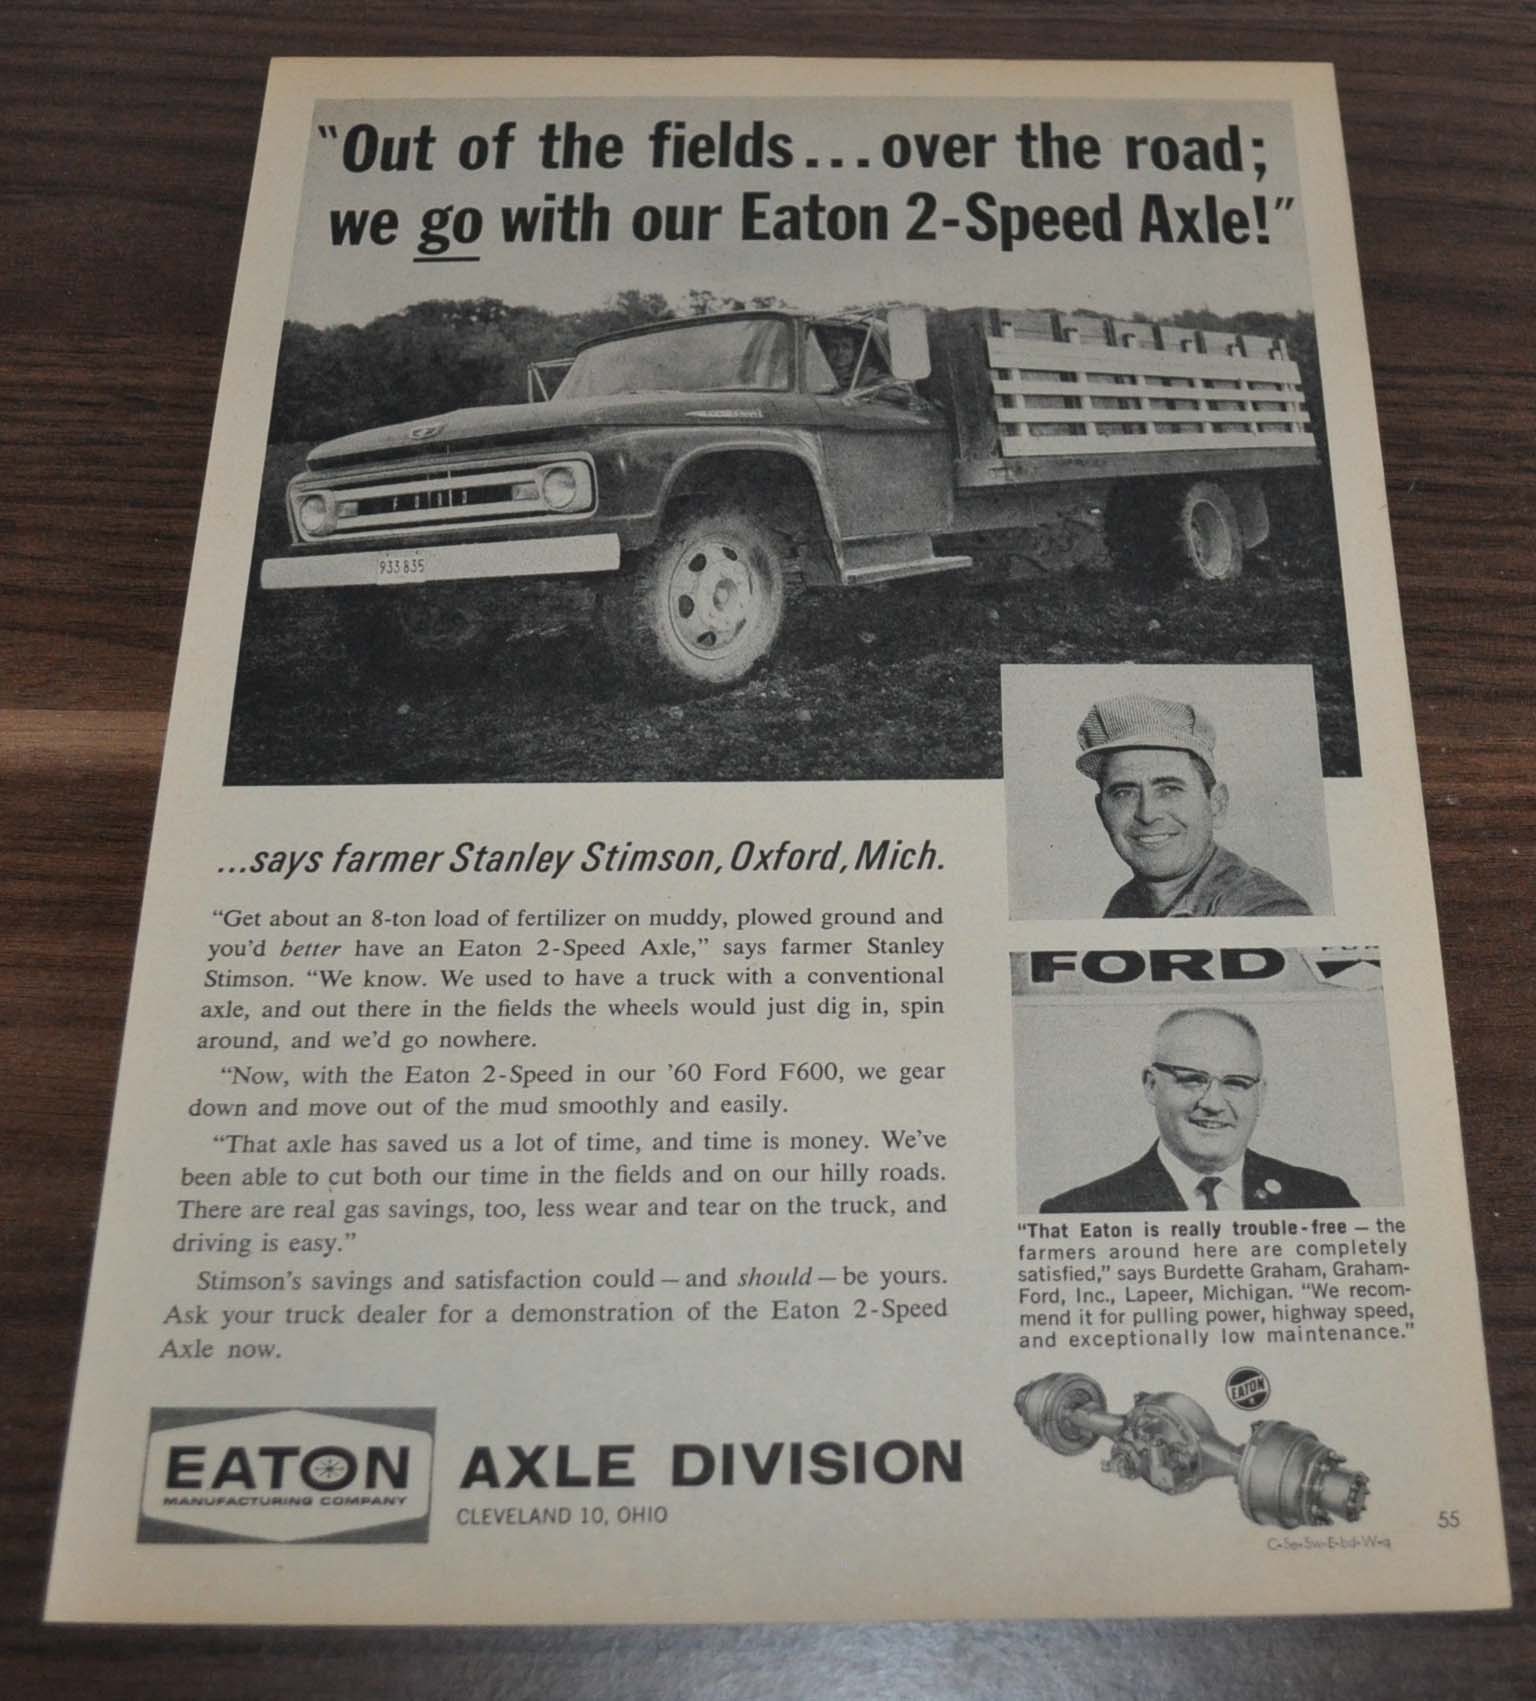 "Out of the fields...over the road;
we go with our Eaton 2-Speed Axle!"
FORD
933 835
...says farmer Stanley Stimson, Oxford, Mich.
"Get about an 8-ton load of fertilizer on muddy, plowed ground and
you'd better have an Eaton 2-Speed Axle," says farmer Stanley
Stimson. "We know. We used to have a truck with a conventional
axle, and out there in the fields the wheels would just dig in, spin
around, and we'd go nowhere.
"Now, with the Eaton 2-Speed in our '60 Ford F600, we gear
down and move out of the mud smoothly and easily.
"That axle has saved us a lot of time, and time is money. We've
been able to cut both our time in the fields and on our hilly roads.
There are real gas savings, too, less wear and tear on the truck, and
driving is easy."
Stimson's savings and satisfaction could — and should — be yours.
Ask your truck dealer for a demonstration of the Eaton 2-Speed
Axle now.
FORD
"That Eaton is really trouble-free — the
farmers around here are completely
satisfied," says Burdette Graham, Graham-
Ford, Inc., Lapeer, Michigan. "We recom-
mend it for pulling power, highway speed,
and exceptionally low maintenance."
EATON
EATON
MANUFACTURING COMPANY
AXLE DIVISION
CLEVELAND 10, OHIO
55